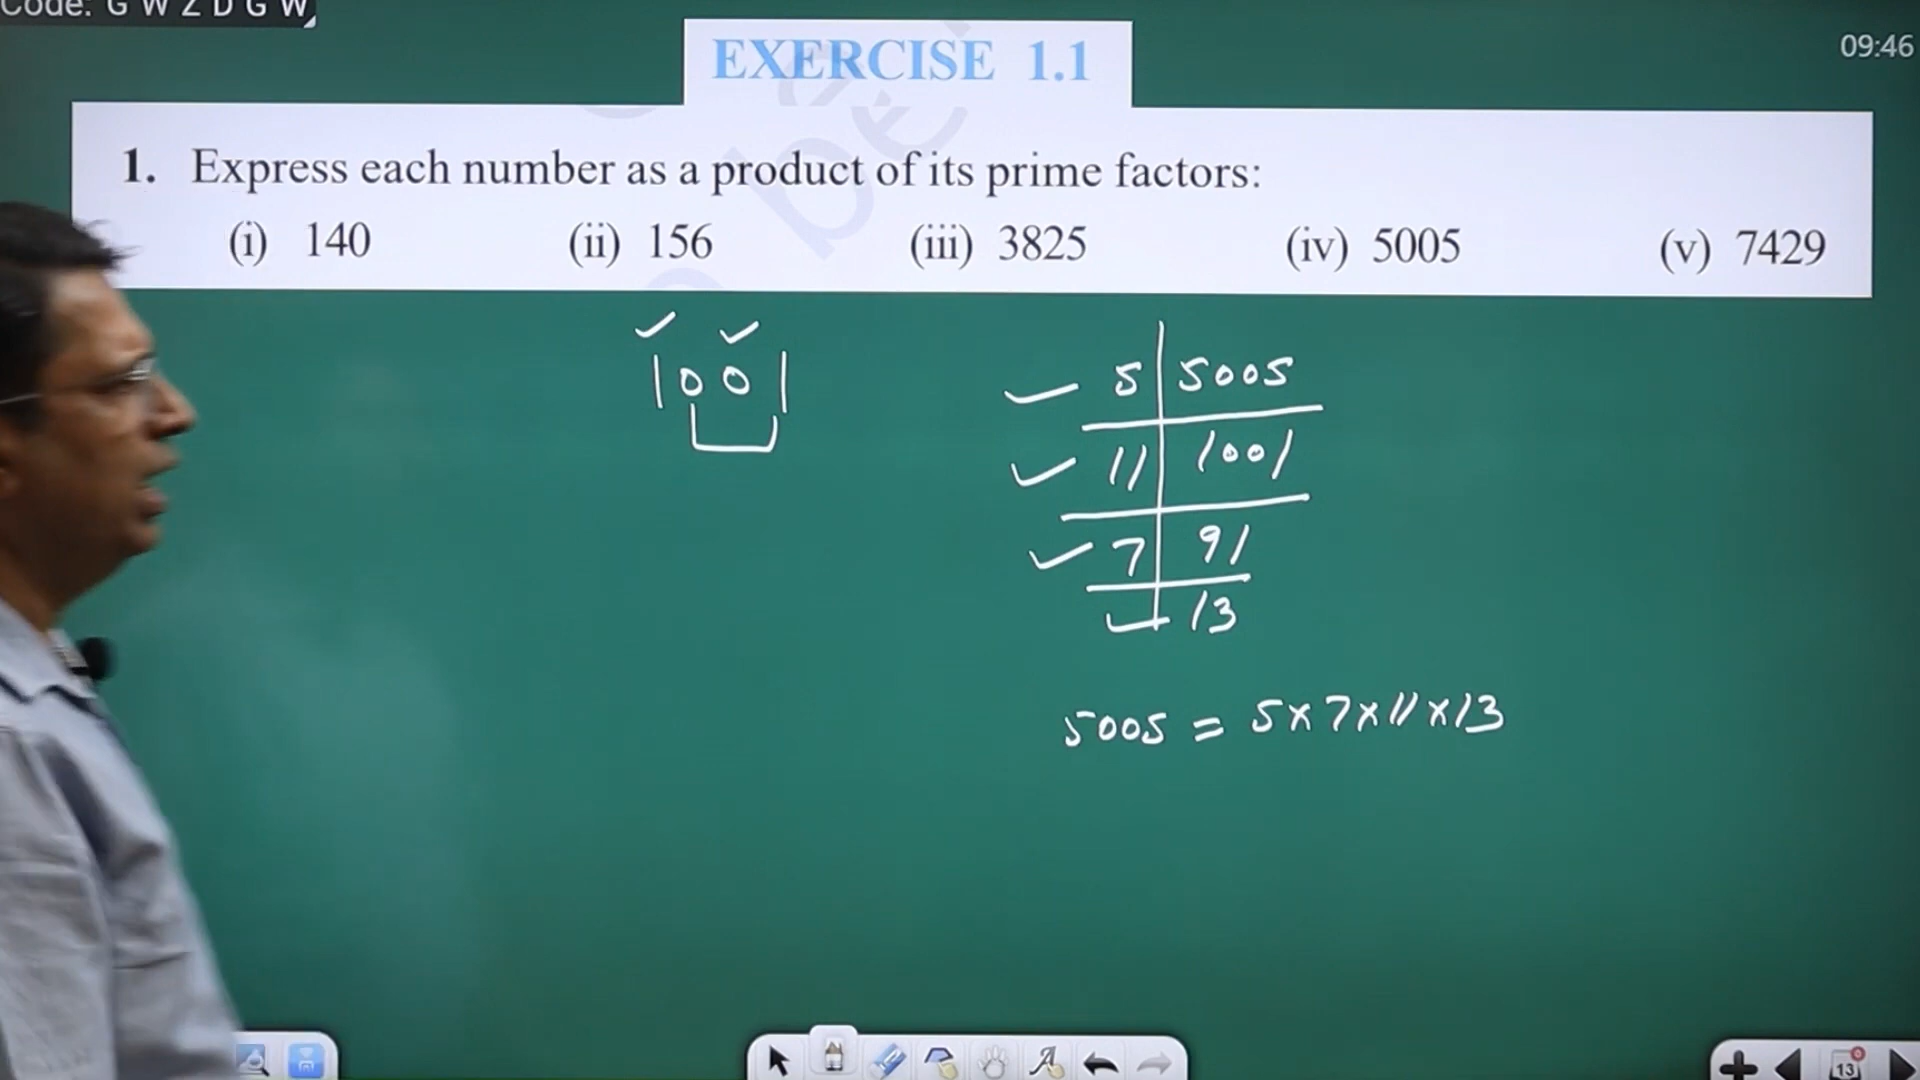 Code: G W Z D G W
09:46
EXERCISE 1.1
1. Express each number as a product of its prime factors:
(i) 140 (ii) 156 (iii) 3825 (iv) 5005 (v) 7429
1001
5 5005
11 1001
7 91
13
5005 = 5×7×11×13
13